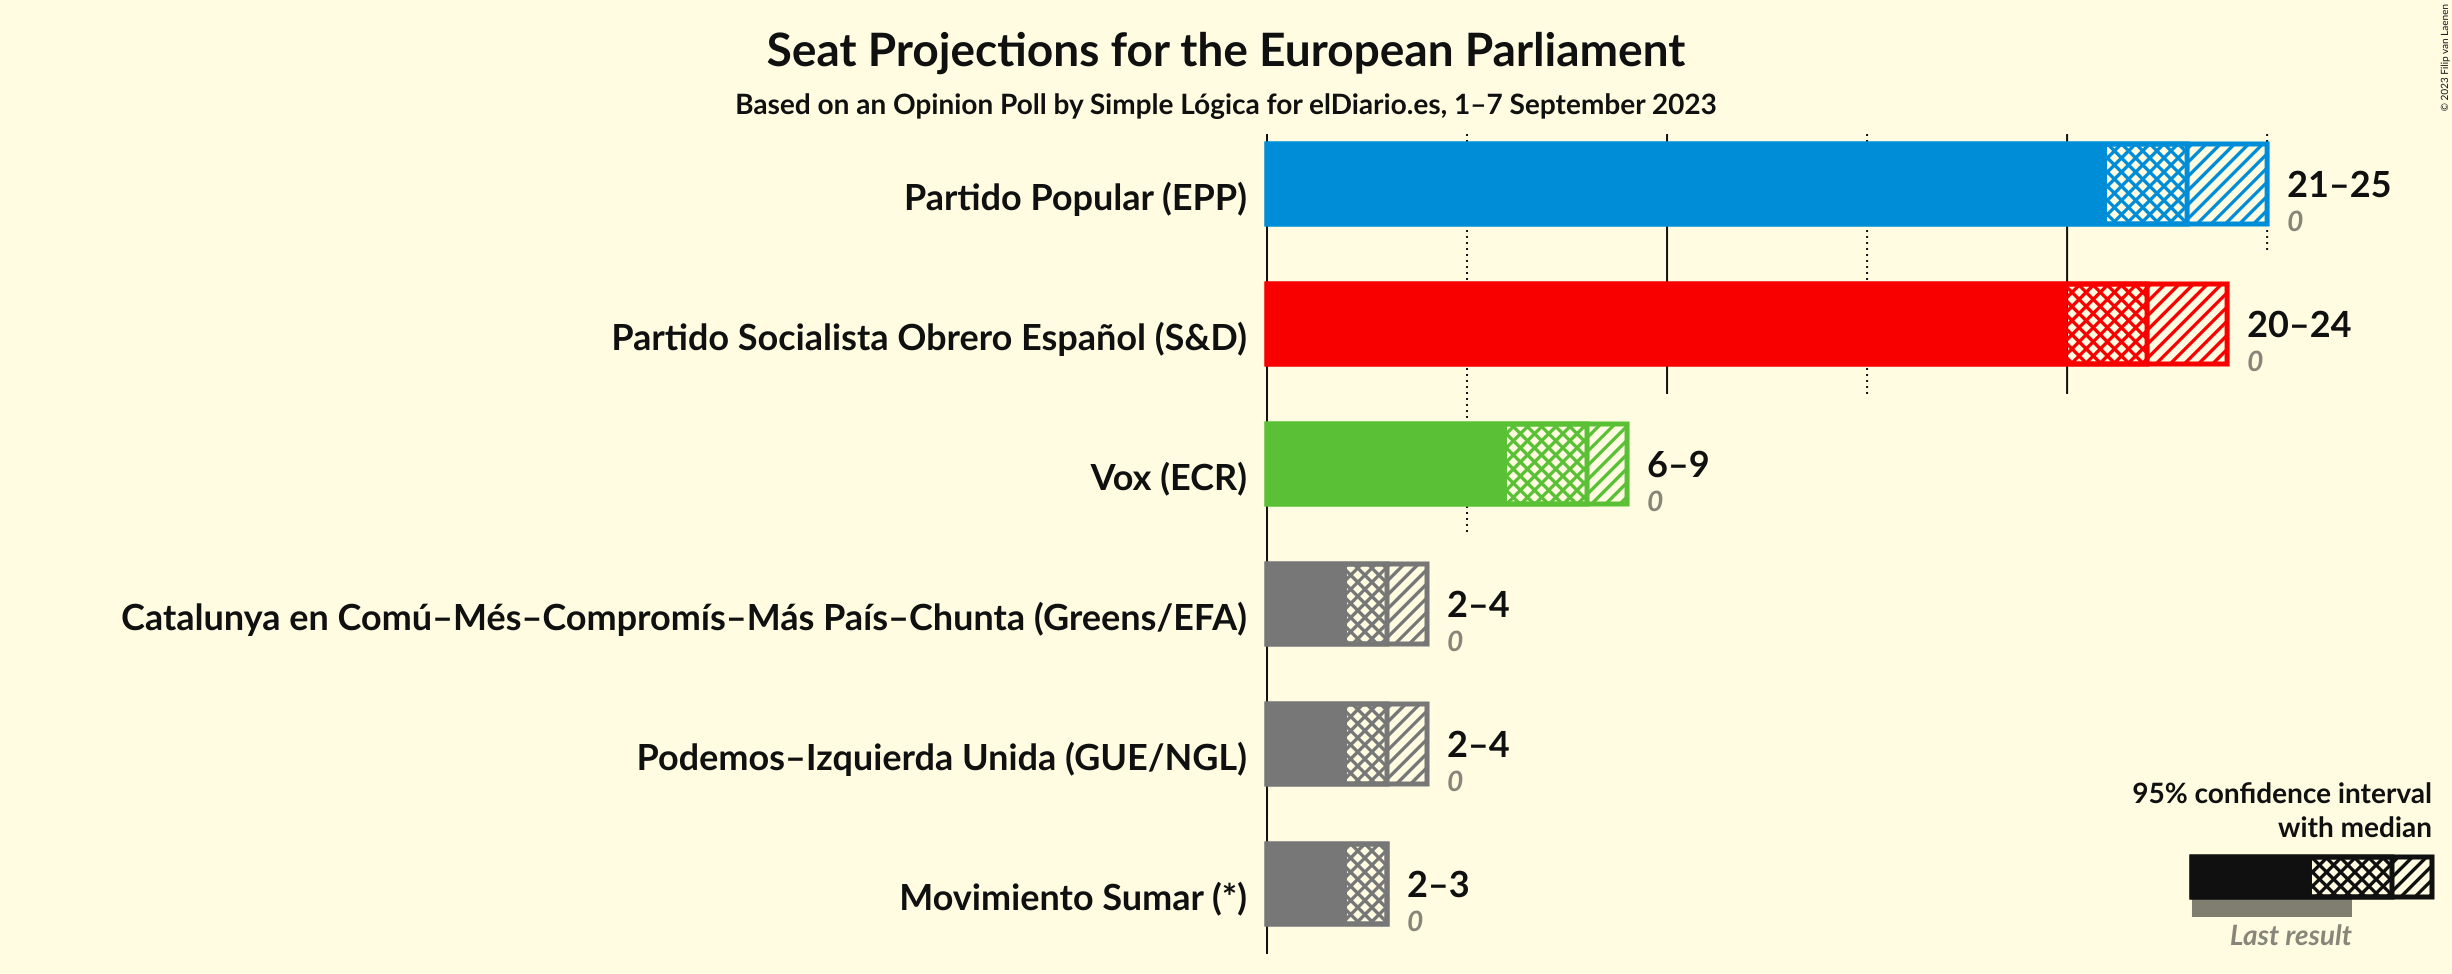 Seat Projections for the European Parliament
Based on an Opinion Poll by Simple Lógica for elDiario.es, 1–7 September 2023
© 2023 Filip van Laenen
Partido Popular (EPP)
21–25
0
Partido Socialista Obrero Español (S&D)
20–24
0
Vox (ECR)
6–9
0
Catalunya en Comú–Més–Compromís–Más País–Chunta (Greens/EFA)
2–4
0
Podemos–Izquierda Unida (GUE/NGL)
2–4
0
Movimiento Sumar (*)
2–3
0
95% confidence interval
with median
Last result